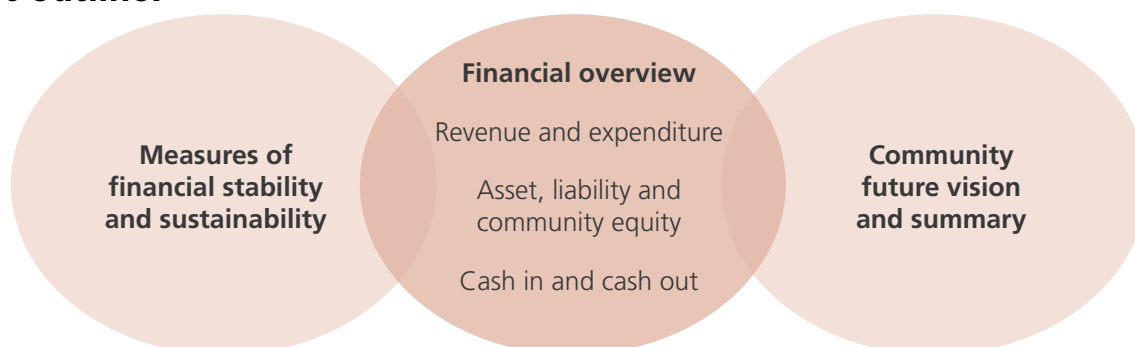 outline:
Measures of
financial stability
and sustainability
Financial overview
Revenue and expenditure
Asset, liability and
community equity
Cash in and cash out
Community
future vision
and summary